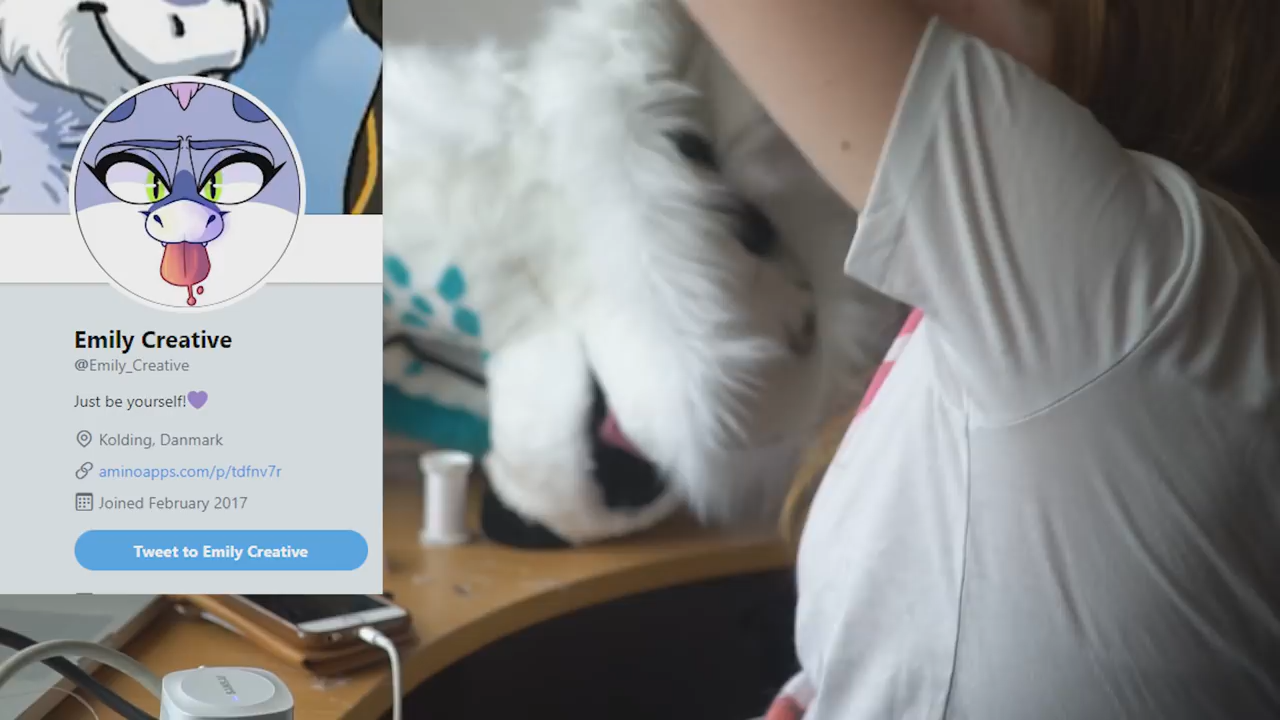 Emily Creative
@Emily_Creative
Just be yourself!💜
Kolding, Danmark
aminoapps.com/p/tdfnv7r
Joined February 2017
Tweet to Emily Creative